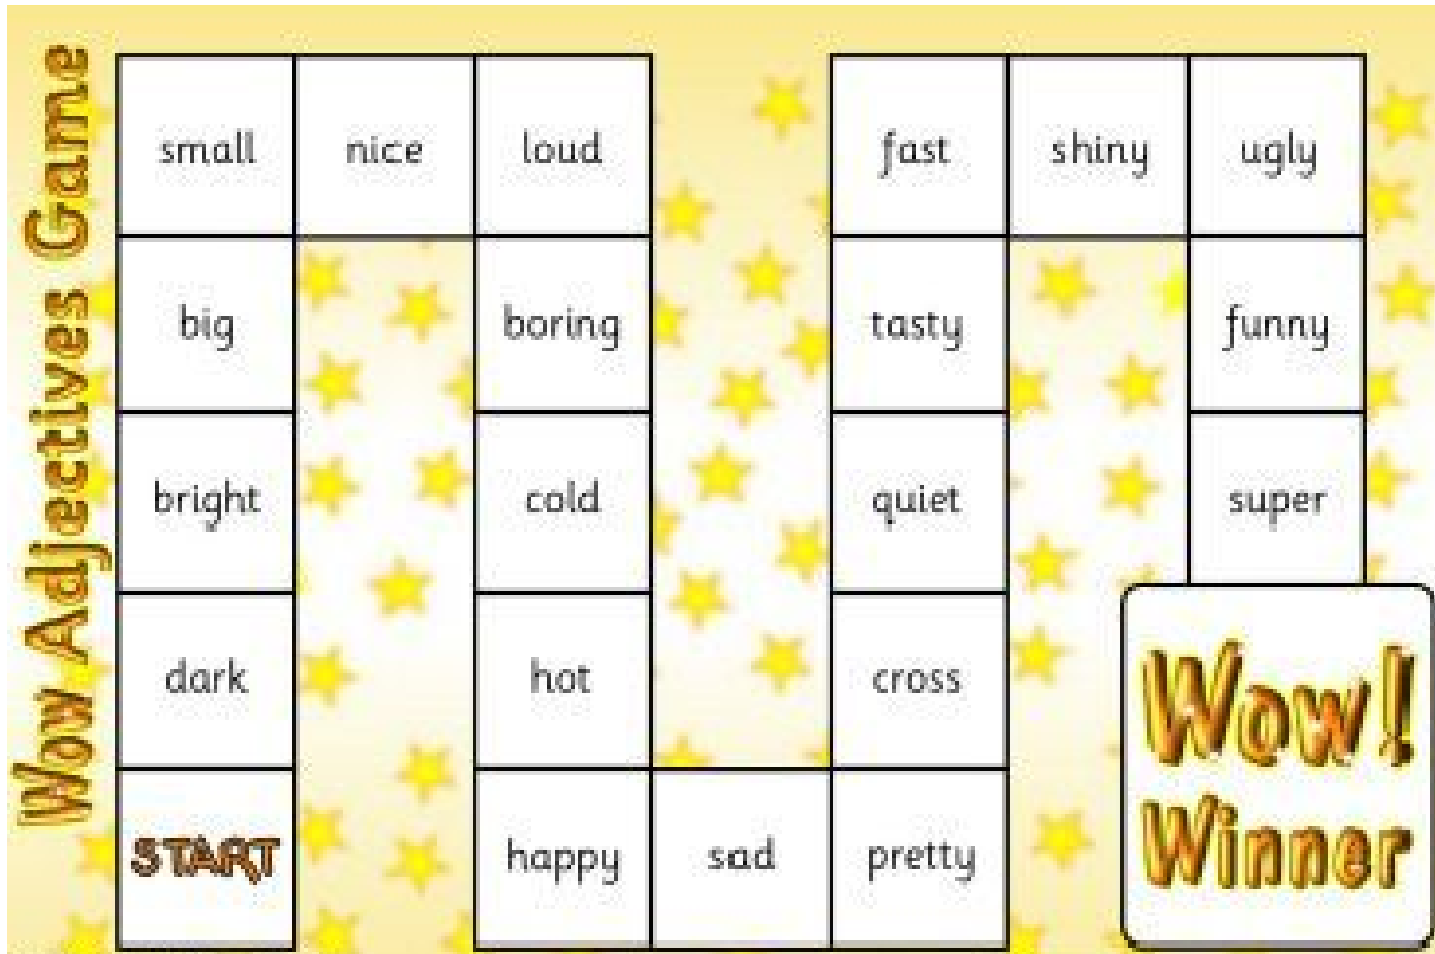 Wow Adjectives Game
small nice loud fast shiny ugly
big boring tasty funny
bright cold quiet super
dark hot cross
START happy sad pretty
Wow!
Winner